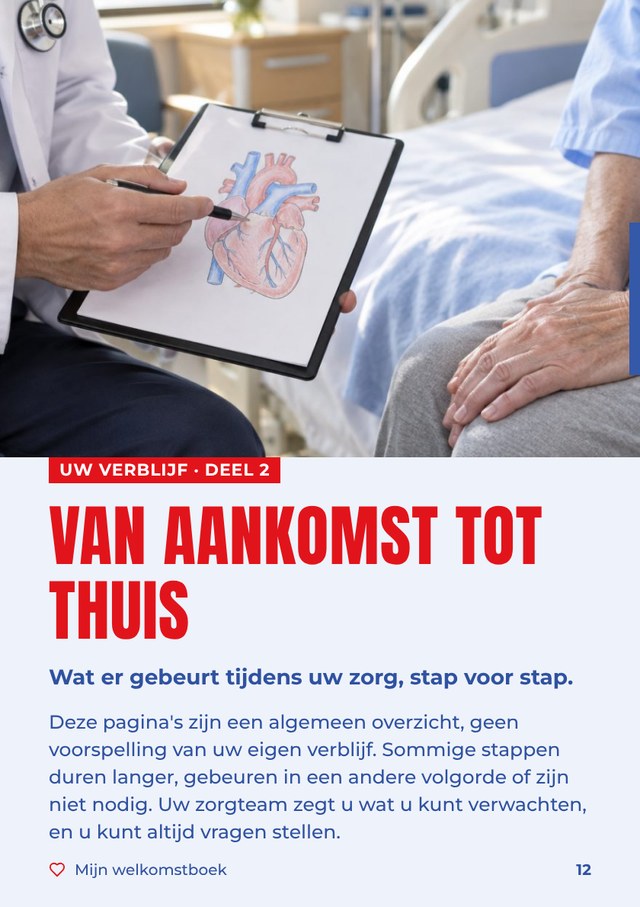 UW VERBLIJF · DEEL 2
VAN AANKOMST TOT
THUIS
Wat er gebeurt tijdens uw zorg, stap voor stap.
Deze pagina's zijn een algemeen overzicht, geen
voorspelling van uw eigen verblijf. Sommige stappen
duren langer, gebeuren in een andere volgorde of zijn
niet nodig. Uw zorgteam zegt u wat u kunt verwachten,
en u kunt altijd vragen stellen.
Mijn welkomstboek
12